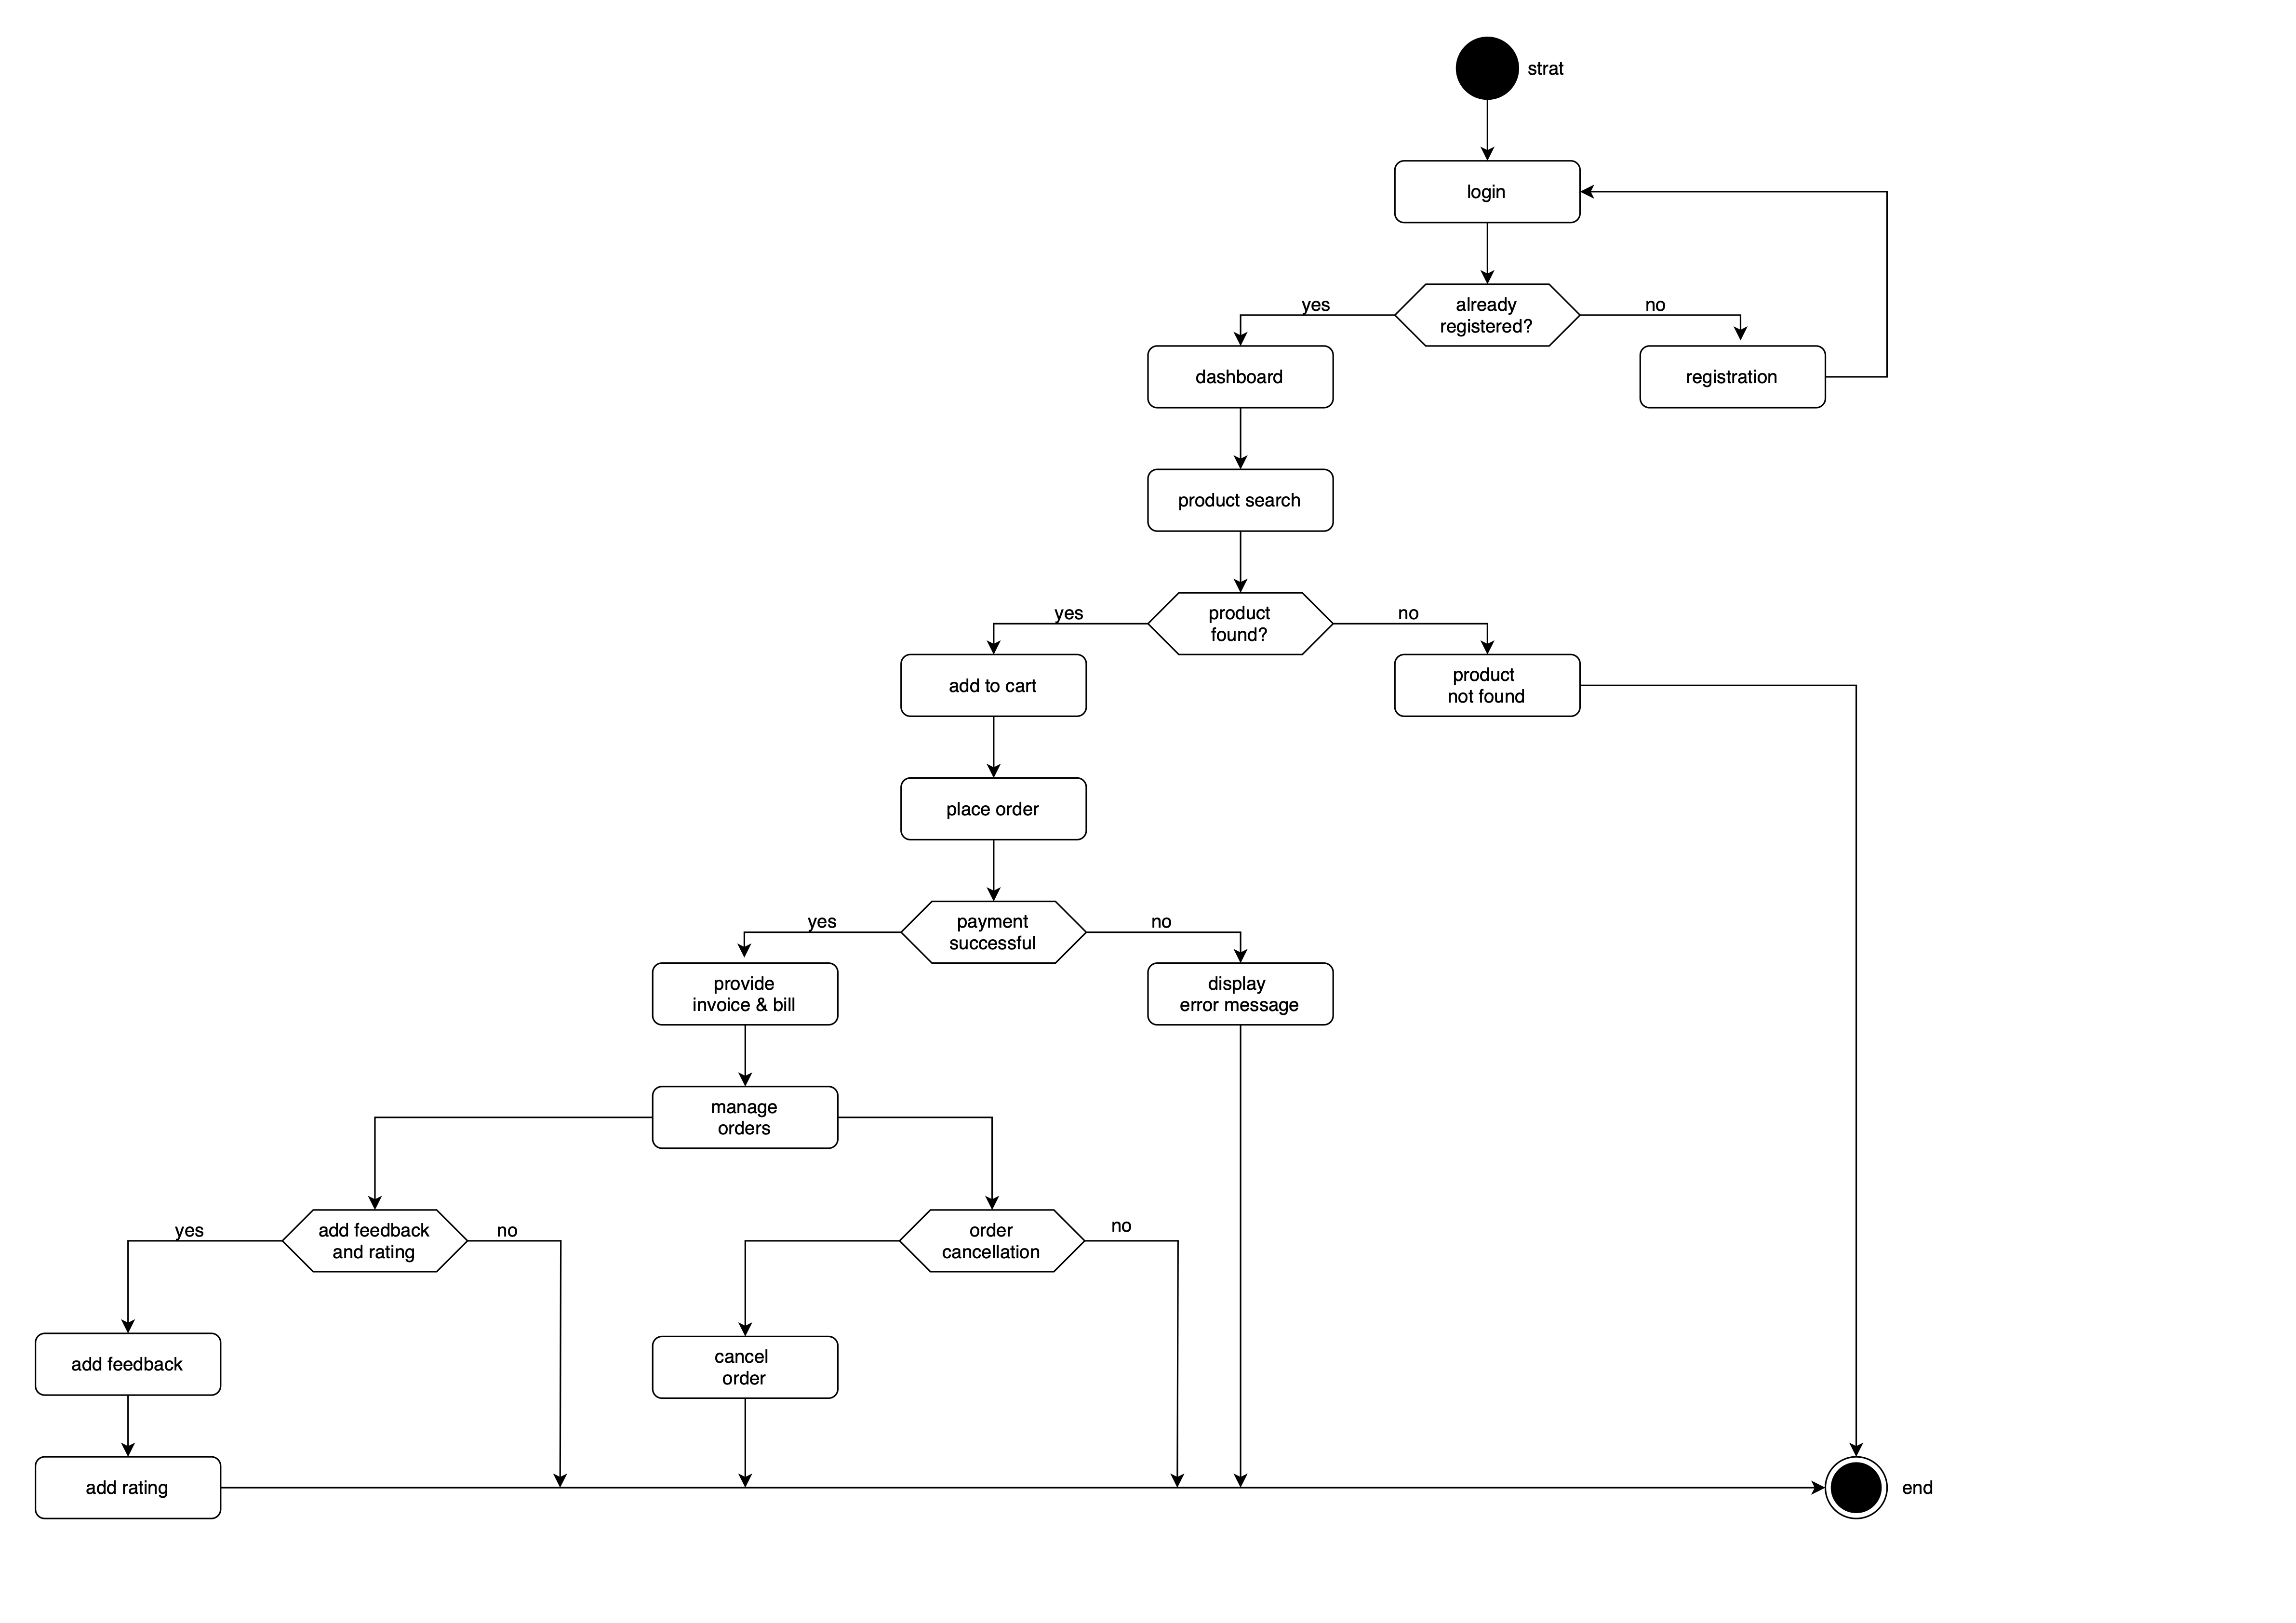 strat
login
already
registered?
yes
no
dashboard
registration
product search
product
found?
yes
no
add to cart
product
not found
place order
payment
successful
yes
no
provide
invoice & bill
display
error message
manage
orders
yes
add feedback
and rating
no
order
cancellation
no
add feedback
cancel
order
add rating
end